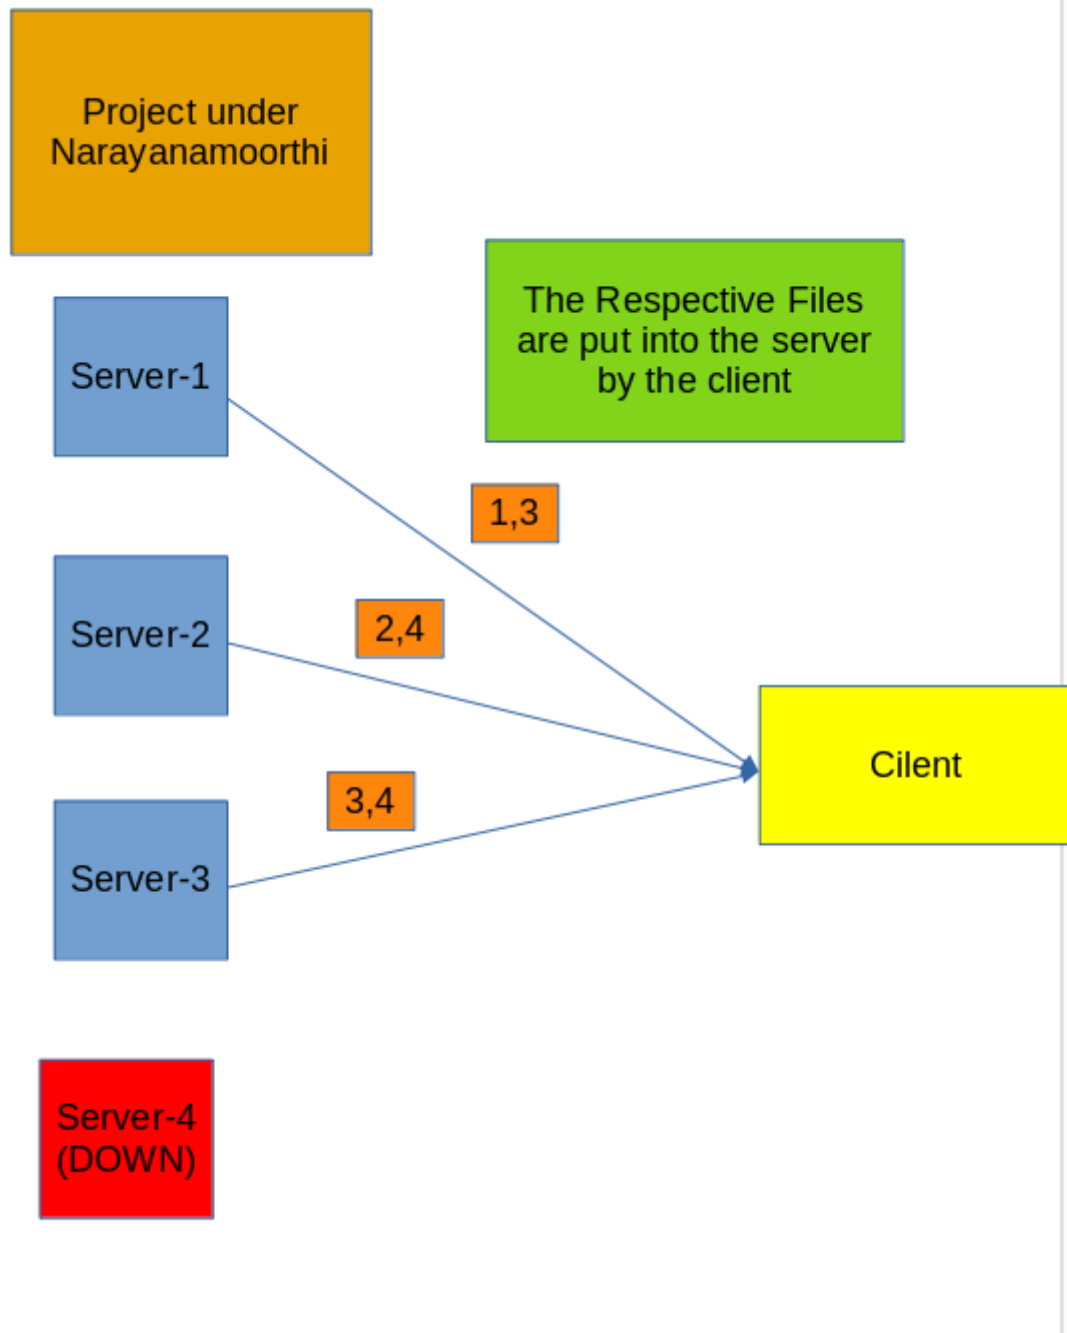 Project under
Narayanamoorthi
The Respective Files
are put into the server
by the client
Server-1
1,3
Server-2
2,4
Cilent
3,4
Server-3
Server-4
(DOWN)